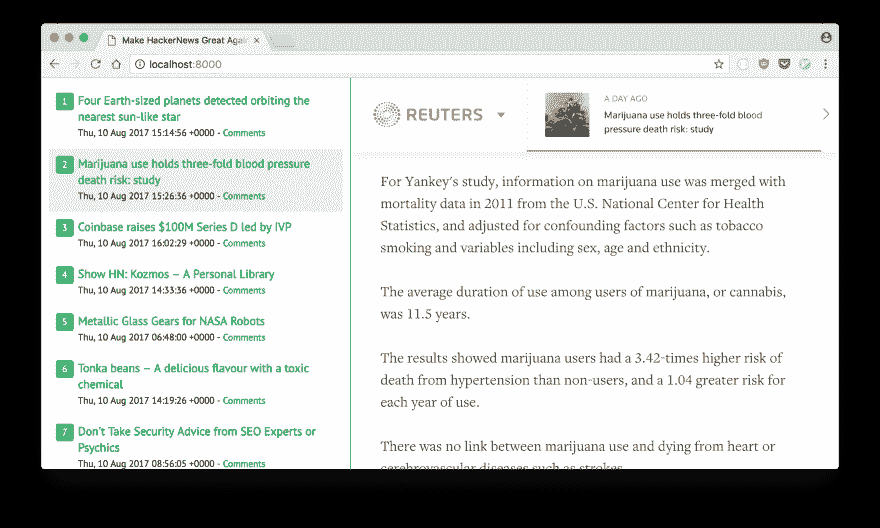 Make HackerNews Great Again
localhost:8000
1
Four Earth-sized planets detected orbiting the
nearest sun-like star
Thu, 10 Aug 2017 15:14:56 +0000 - Comments
2
Marijuana use holds three-fold blood pressure
death risk: study
Thu, 10 Aug 2017 15:26:36 +0000 - Comments
3
Coinbase raises $100M Series D led by IVP
Thu, 10 Aug 2017 16:02:29 +0000 - Comments
4
Show HN: Kozmos – A Personal Library
Thu, 10 Aug 2017 14:33:36 +0000 - Comments
5
Metallic Glass Gears for NASA Robots
Thu, 10 Aug 2017 06:48:00 +0000 - Comments
6
Tonka beans – A delicious flavour with a toxic
chemical
Thu, 10 Aug 2017 14:19:26 +0000 - Comments
7
Don't Take Security Advice from SEO Experts or
Psychics
Thu, 10 Aug 2017 08:56:05 +0000 - Comments
REUTERS
A DAY AGO
Marijuana use holds three-fold blood
pressure death risk: study
For Yankey's study, information on marijuana use was merged with
mortality data in 2011 from the U.S. National Center for Health
Statistics, and adjusted for confounding factors such as tobacco
smoking and variables including sex, age and ethnicity.
The average duration of use among users of marijuana, or cannabis,
was 11.5 years.
The results showed marijuana users had a 3.42-times higher risk of
death from hypertension than non-users, and a 1.04 greater risk for
each year of use.
There was no link between marijuana use and dying from heart or
cerebrovascular diseases such as strokes.